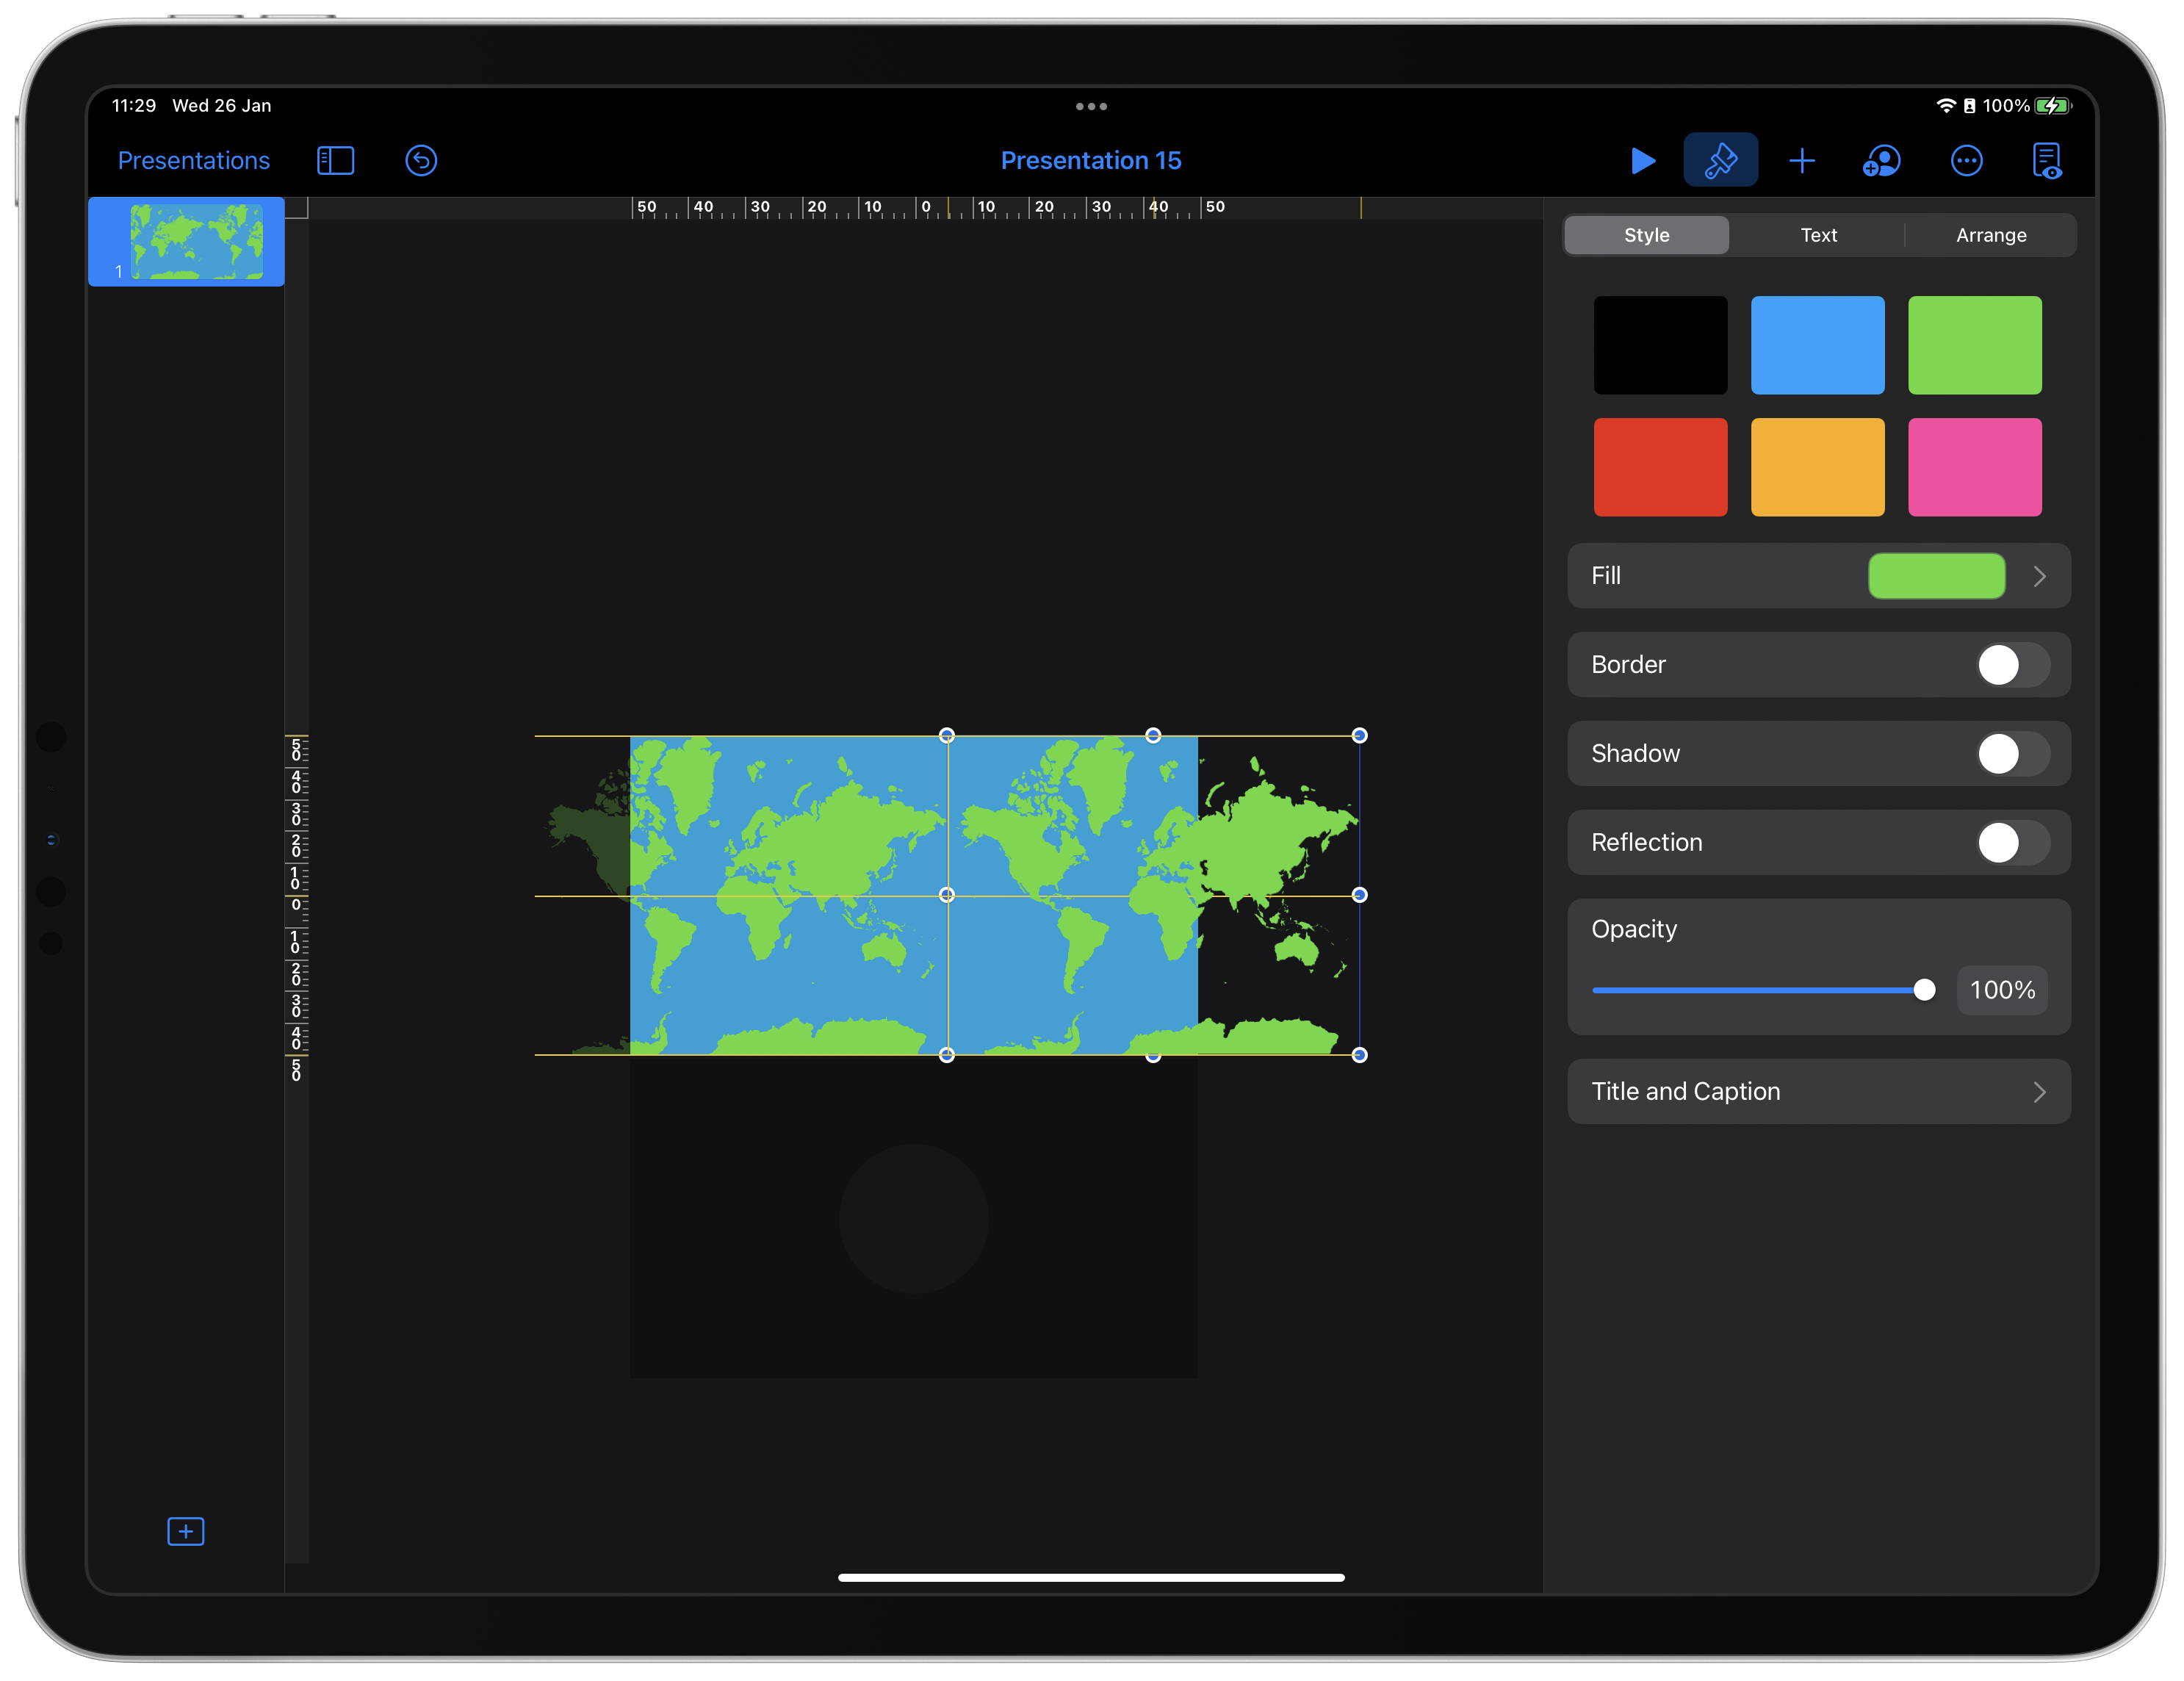 11:29 Wed 26 Jan
100%
Presentations
Presentation 15
1
50 40 30 20 10 0 10 20 30 40 50
Style Text Arrange
Fill
Border
Shadow
Reflection
Opacity
100%
Title and Caption
50
40
30
20
10
0
10
20
30
40
50